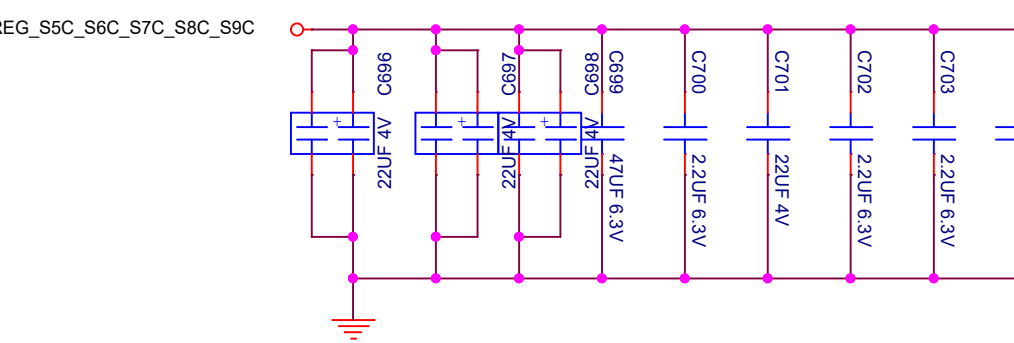 REG_S5C_S6C_S7C_S8C_S9C
C696
22UF 4V
C697
22UF 4V
C698
22UF 4V
C699
47UF 6.3V
C700
2.2UF 6.3V
C701
22UF 4V
C702
2.2UF 6.3V
C703
2.2UF 6.3V
+
+
+